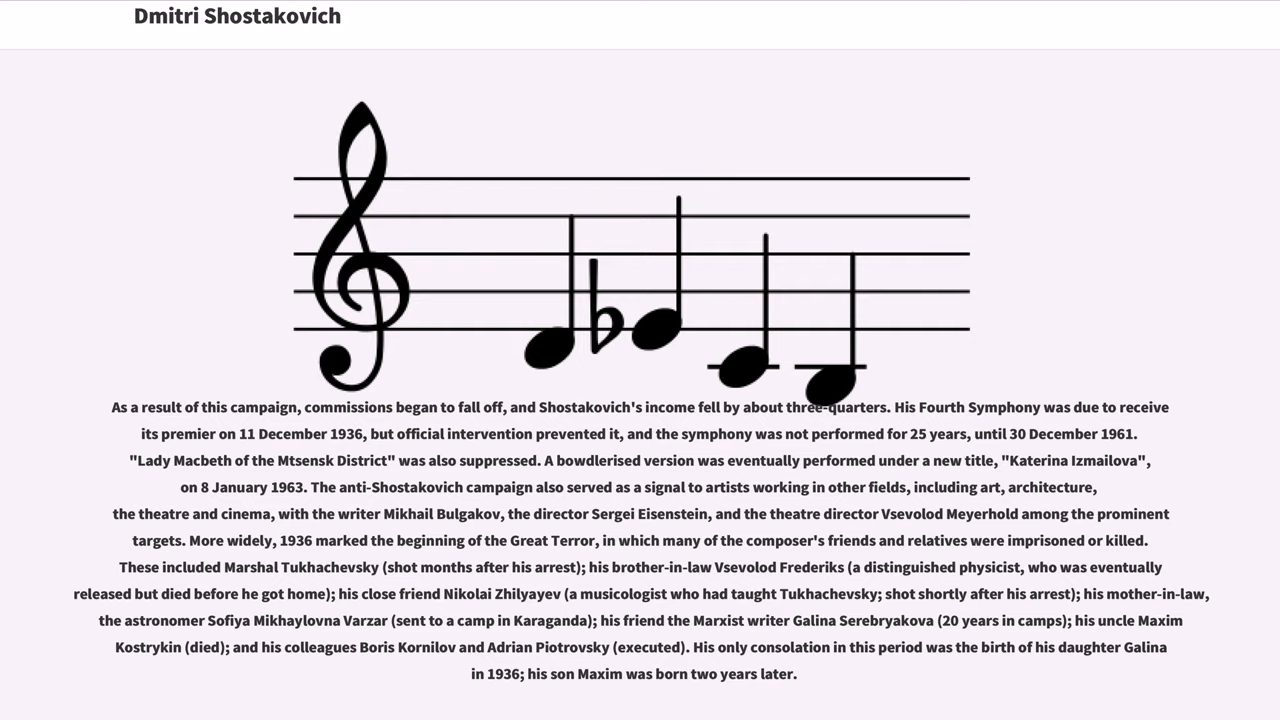 Dmitri Shostakovich
As a result of this campaign, commissions began to fall off, and Shostakovich's income fell by about three-quarters. His Fourth Symphony was due to receive
its premier on 11 December 1936, but official intervention prevented it, and the symphony was not performed for 25 years, until 30 December 1961.
"Lady Macbeth of the Mtsensk District" was also suppressed. A bowdlerised version was eventually performed under a new title, "Katerina Izmailova",
on 8 January 1963. The anti-Shostakovich campaign also served as a signal to artists working in other fields, including art, architecture,
the theatre and cinema, with the writer Mikhail Bulgakov, the director Sergei Eisenstein, and the theatre director Vsevolod Meyerhold among the prominent
targets. More widely, 1936 marked the beginning of the Great Terror, in which many of the composer's friends and relatives were imprisoned or killed.
These included Marshal Tukhachevsky (shot months after his arrest); his brother-in-law Vsevolod Frederiks (a distinguished physicist, who was eventually
released but died before he got home); his close friend Nikolai Zhilyayev (a musicologist who had taught Tukhachevsky; shot shortly after his arrest); his mother-in-law,
the astronomer Sofiya Mikhaylovna Varzar (sent to a camp in Karaganda); his friend the Marxist writer Galina Serebryakova (20 years in camps); his uncle Maxim
Kostrykin (died); and his colleagues Boris Kornilov and Adrian Piotrovsky (executed). His only consolation in this period was the birth of his daughter Galina
in 1936; his son Maxim was born two years later.